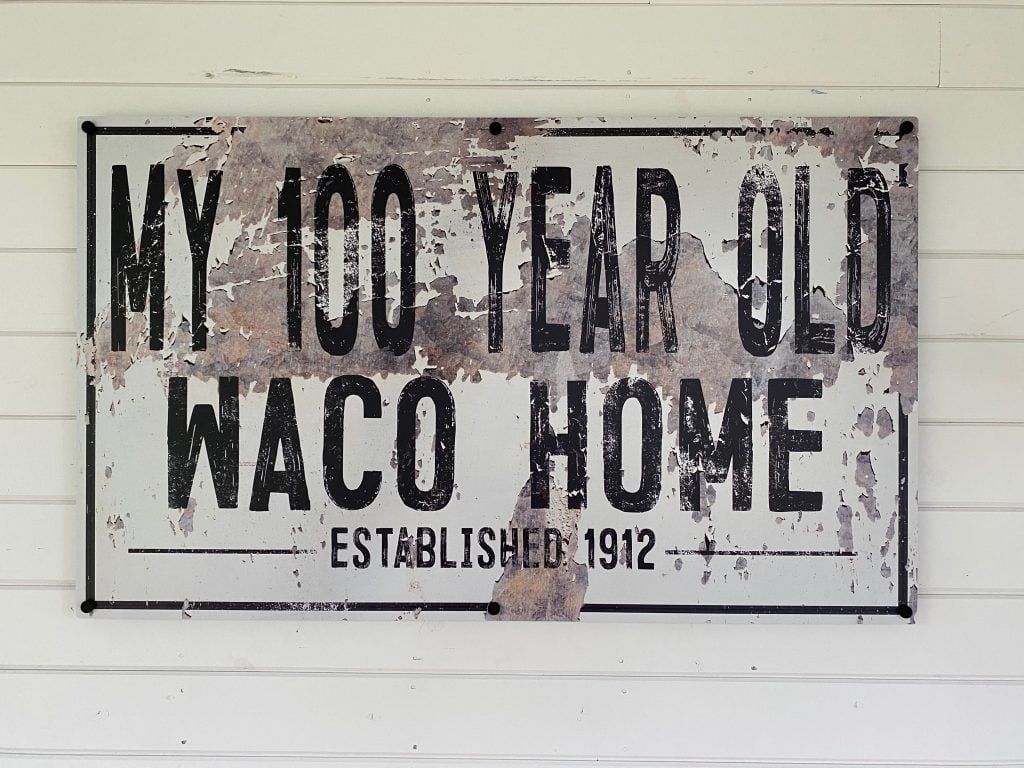 MY 100 YEAR OLD
WACO HOME
ESTABLISHED 1912